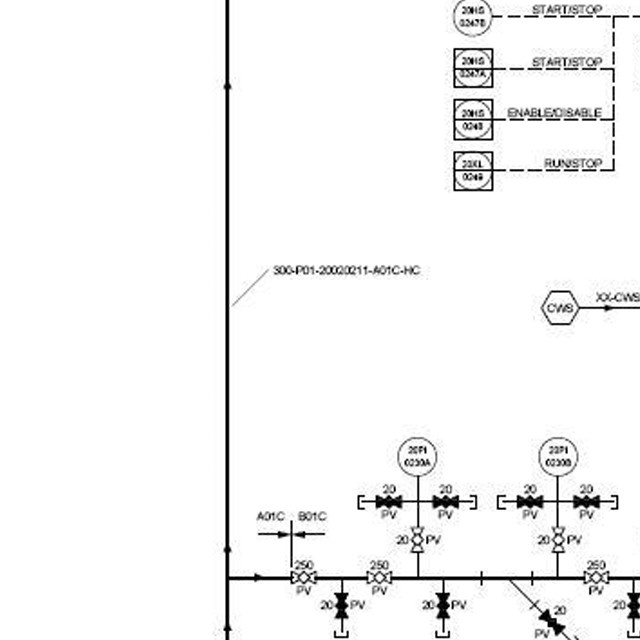 20HS
0247B
START/STOP
20HS
0247A
START/STOP
20HS
0248
ENABLE/DISABLE
20XL
0249
RUN/STOP
300-P01-20020211-A01C-HC
CWS
XX-CWS
20PI
0230A
20PI
0230B
20 20 20 20
PV PV PV PV
A01C B01C
20 PV 20 PV
250 250 250
PV PV PV
20 PV 20 PV 20 20
PV